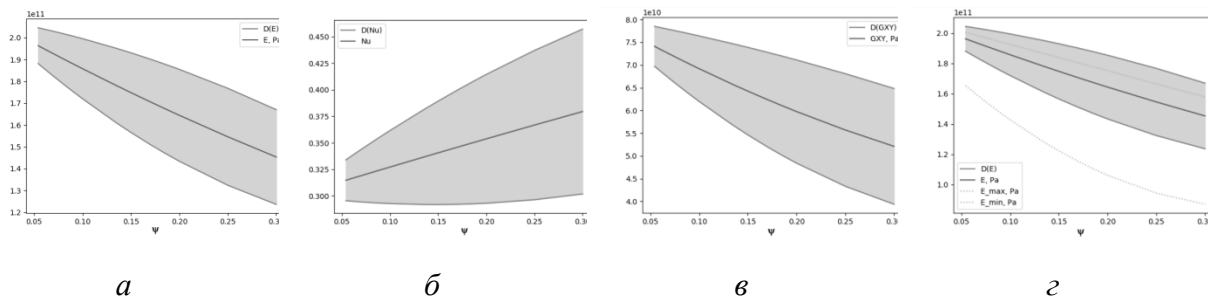 1e11
D(E)
E, Pa
2.0
1.9
1.8
1.7
1.6
1.5
1.4
1.3
1.2
0.05 0.10 0.15 0.20 0.25 0.30
ψ
а
D(Nu)
Nu
0.450
0.425
0.400
0.375
0.350
0.325
0.300
0.05 0.10 0.15 0.20 0.25 0.30
ψ
б
1e10
D(GXY)
GXY, Pa
8.0
7.5
7.0
6.5
6.0
5.5
5.0
4.5
4.0
0.05 0.10 0.15 0.20 0.25 0.30
ψ
в
1e11
2.0
1.8
1.6
1.4
1.2
1.0
D(E)
E, Pa
E_max, Pa
E_min, Pa
0.05 0.10 0.15 0.20 0.25
ψ
г